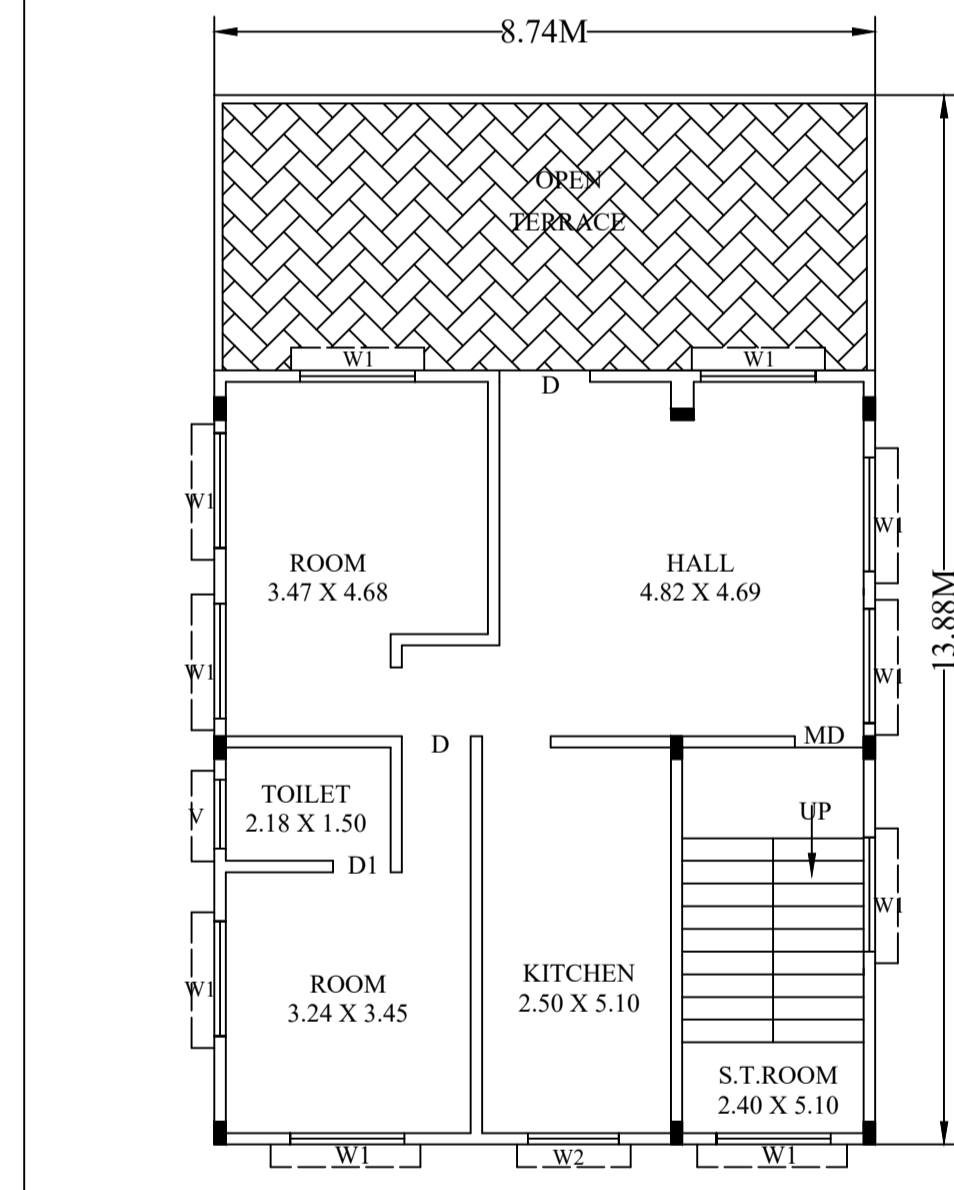 8.74M
OPEN
TERRACE
W1
W1
D
W1
W1
ROOM
3.47 X 4.68
HALL
4.82 X 4.69
13.88M
W1
W1
D
MD
TOILET
2.18 X 1.50
V
UP
D1
W1
ROOM
3.24 X 3.45
KITCHEN
2.50 X 5.10
W1
S.T.ROOM
2.40 X 5.10
W1
W2
W1